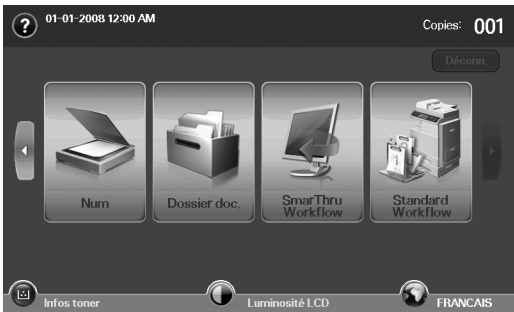 01-01-2008 12:00 AM
Copies: 001
Déconn.
Num
Dossier doc.
SmarThru
Workflow
Standard
Workflow
Infos toner
Luminosité LCD
FRANCAIS